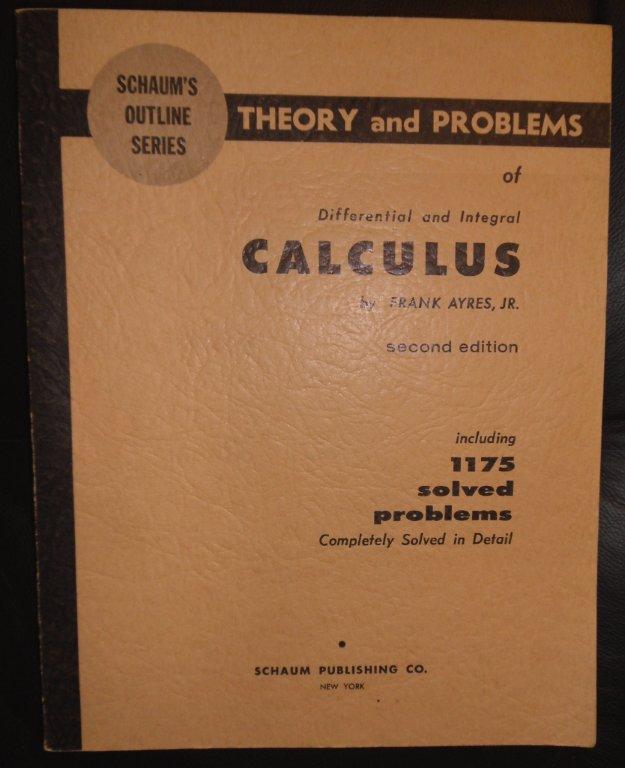 SCHAUM'S
OUTLINE
SERIES
THEORY and PROBLEMS
of
Differential and Integral
CALCULUS
by FRANK AYRES, JR.
second edition
including
1175
solved
problems
Completely Solved in Detail
SCHAUM PUBLISHING CO.
NEW YORK